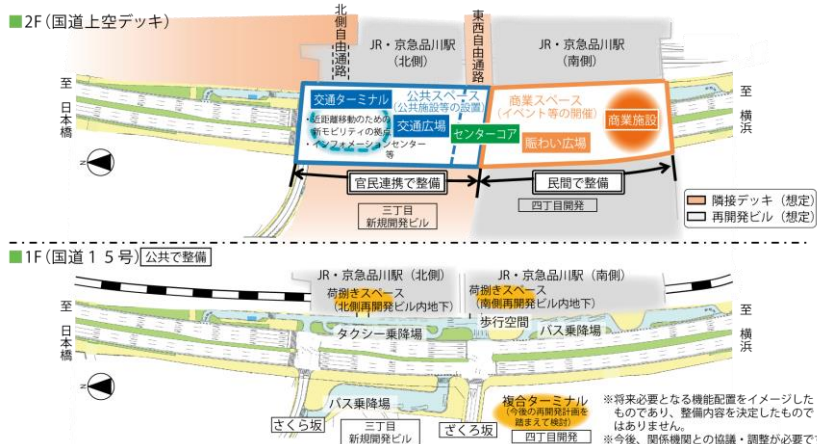 ■2F(国道上空デッキ)
北側自由通路
東西自由通路
JR・京急品川駅
(北側)
JR・京急品川駅
(南側)
至 日本橋
至 横浜
交通ターミナル
公共スペース
(公共施設等の設置)
・近距離移動のための
新モビリティの拠点
・インフォメーションセンター
等
交通広場
センターコア
商業スペース
(イベント等の開催)
賑わい広場
商業施設
官民連携で整備
民間で整備
三丁目
新規開発ビル
四丁目開発
隣接デッキ(想定)
再開発ビル(想定)
■1F(国道15号)公共で整備
JR・京急品川駅(北側)
荷捌きスペース
(北側再開発ビル内地下)
JR・京急品川駅(南側)
荷捌きスペース
(南側再開発ビル内地下)
至 日本橋
至 横浜
タクシー乗降場
歩行空間
バス乗降場
バス乗降場
さくら坂
三丁目
新規開発ビル
ざくろ坂
複合ターミナル
(今後の再開発計画を
踏まえて検討)
四丁目開発
※将来必要となる機能配置をイメージした
ものであり、整備内容を決定したもので
はありません。
※今後、関係機関との協議・調整が必要です